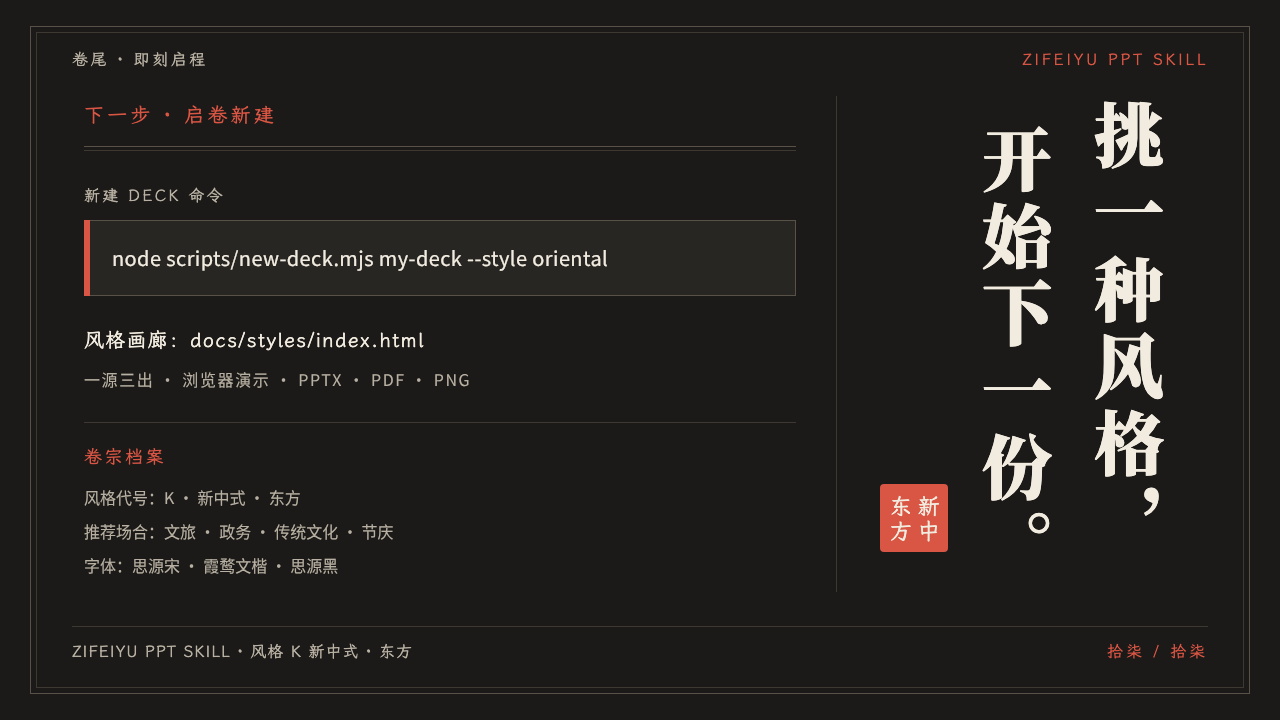 卷尾 · 即刻启程
ZIFEIYU PPT SKILL
下一步 · 启卷新建
新建 DECK 命令
node scripts/new-deck.mjs my-deck --style oriental
风格画廊：docs/styles/index.html
一源三出 · 浏览器演示 · PPTX · PDF · PNG
卷宗档案
风格代号：K · 新中式 · 东方
推荐场合：文旅 · 政务 · 传统文化 · 节庆
字体：思源宋 · 霞鹜文楷 · 思源黑
挑一种风格，
开始下一份。
新中
东方
ZIFEIYU PPT SKILL · 风格 K 新中式 · 东方
拾柒 / 拾柒